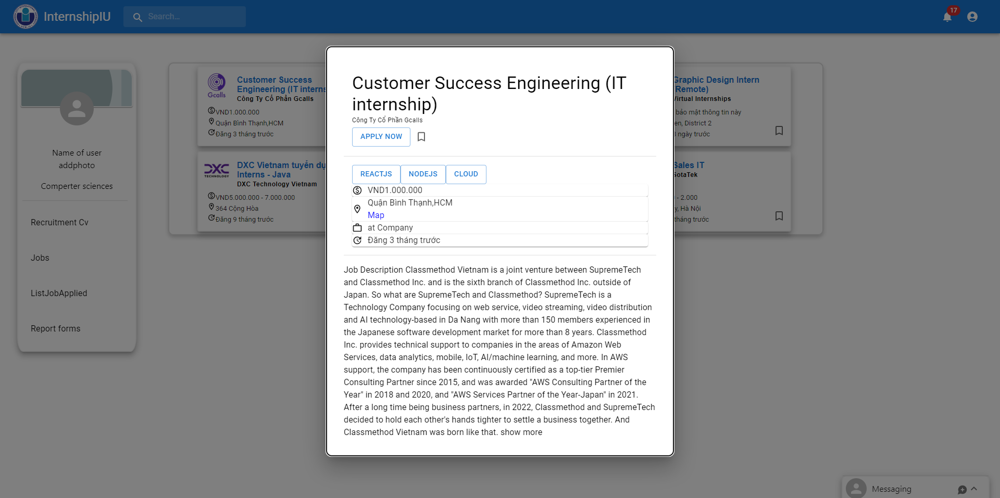 InternshipIU
Search...
17
Name of user
addphoto
Comperter sciences
Recruitment Cv
Jobs
ListJobApplied
Report forms
Gcalls
Customer Success
Engineering (IT interns
Công Ty Cổ Phần Gcalls
VND1.000.000
Quận Bình Thạnh,HCM
Đăng 3 tháng trước
DXC
TECHNOLOGY
DXC Vietnam tuyển dụ
Interns - Java
DXC Technology Vietnam
VND5.000.000 - 7.000.000
364 Cộng Hòa
Đăng 9 tháng trước
Customer Success Engineering (IT
internship)
Công Ty Cổ Phần Gcalls
APPLY NOW
REACTJS NODEJS CLOUD
VND1.000.000
Quận Bình Thạnh,HCM
Map
at Company
Đăng 3 tháng trước
Job Description Classmethod Vietnam is a joint venture between SupremeTech
and Classmethod Inc. and is the sixth branch of Classmethod Inc. outside of
Japan. So what are SupremeTech and Classmethod? SupremeTech is a
Technology Company focusing on web service, video streaming, video distribution
and AI technology-based in Da Nang with more than 150 members experienced in
the Japanese software development market for more than 8 years. Classmethod
Inc. provides technical support to companies in the areas of Amazon Web
Services, data analytics, mobile, IoT, AI/machine learning, and more. In AWS
support, the company has been continuously certified as a top-tier Premier
Consulting Partner since 2015, and was awarded "AWS Consulting Partner of the
Year" in 2018 and 2020, and "AWS Services Partner of the Year-Japan" in 2021.
After a long time being business partners, in 2022, Classmethod and SupremeTech
decided to hold each other's hands tighter to settle a business together. And
Classmethod Vietnam was born like that. show more
Graphic Design Intern
Remote)
Virtual Internships
bảo mật thông tin này
en, District 2
ngày trước
Sales IT
SotaTek
- 2.000
y, Hà Nội
tháng trước
Messaging